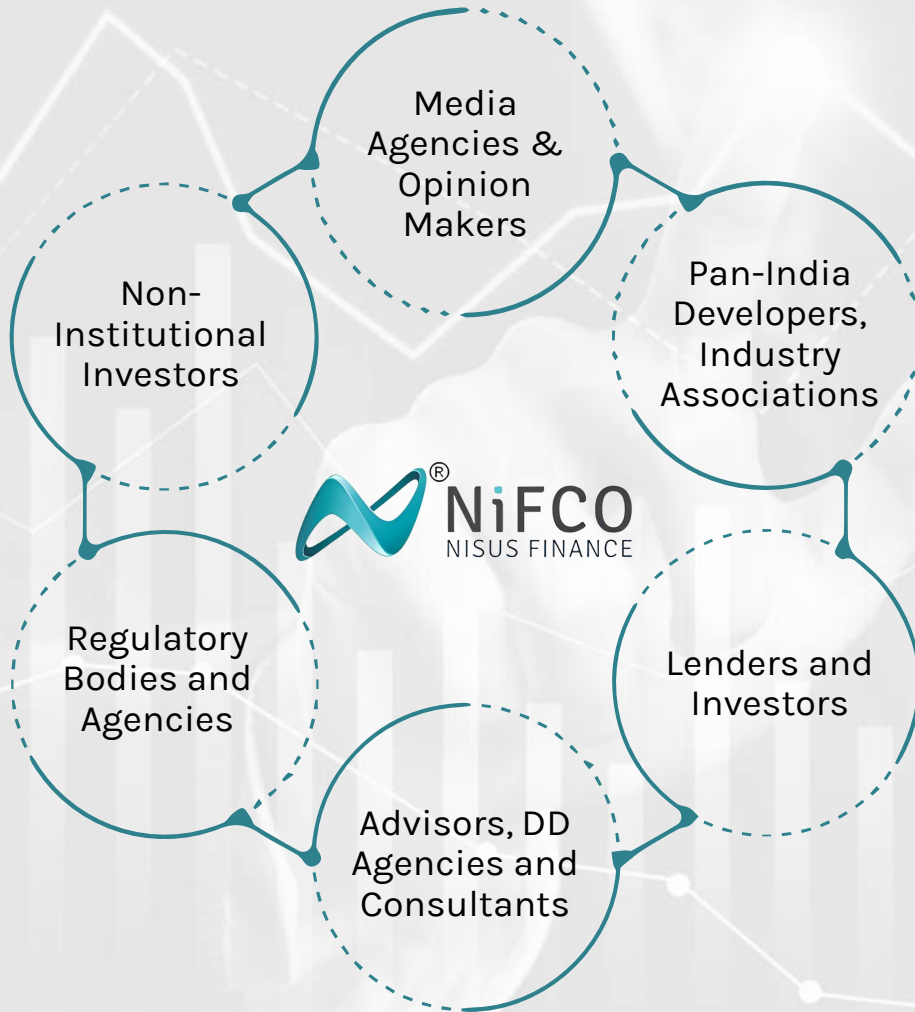 Media
Agencies &
Opinion
Makers
Non-
Institutional
Investors
Pan-India
Developers,
Industry
Associations
®
NiFCO
NISUS FINANCE
Regulatory
Bodies and
Agencies
Lenders and
Investors
Advisors, DD
Agencies and
Consultants